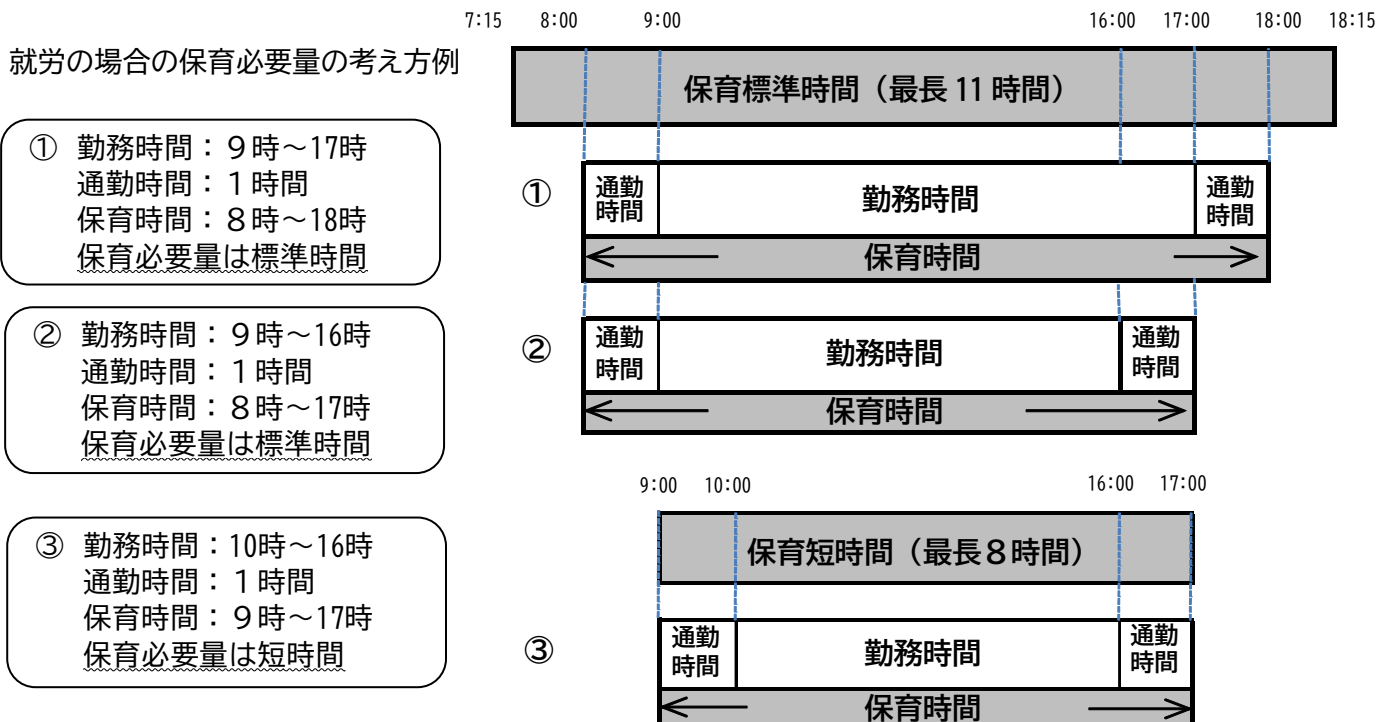 7:15 8:00 9:00 16:00 17:00 18:00 18:15
就労の場合の保育必要量の考え方例
保育標準時間（最長 11 時間）
① 勤務時間：９時～17時
通勤時間：１時間
保育時間：８時～18時
保育必要量は標準時間
①
通勤
時間
勤務時間
通勤
時間
保育時間
② 勤務時間：９時～16時
通勤時間：１時間
保育時間：８時～17時
保育必要量は標準時間
②
通勤
時間
勤務時間
通勤
時間
保育時間
9:00 10:00 16:00 17:00
保育短時間（最長８時間）
③ 勤務時間：10時～16時
通勤時間：１時間
保育時間：９時～17時
保育必要量は短時間
③
通勤
時間
勤務時間
通勤
時間
保育時間